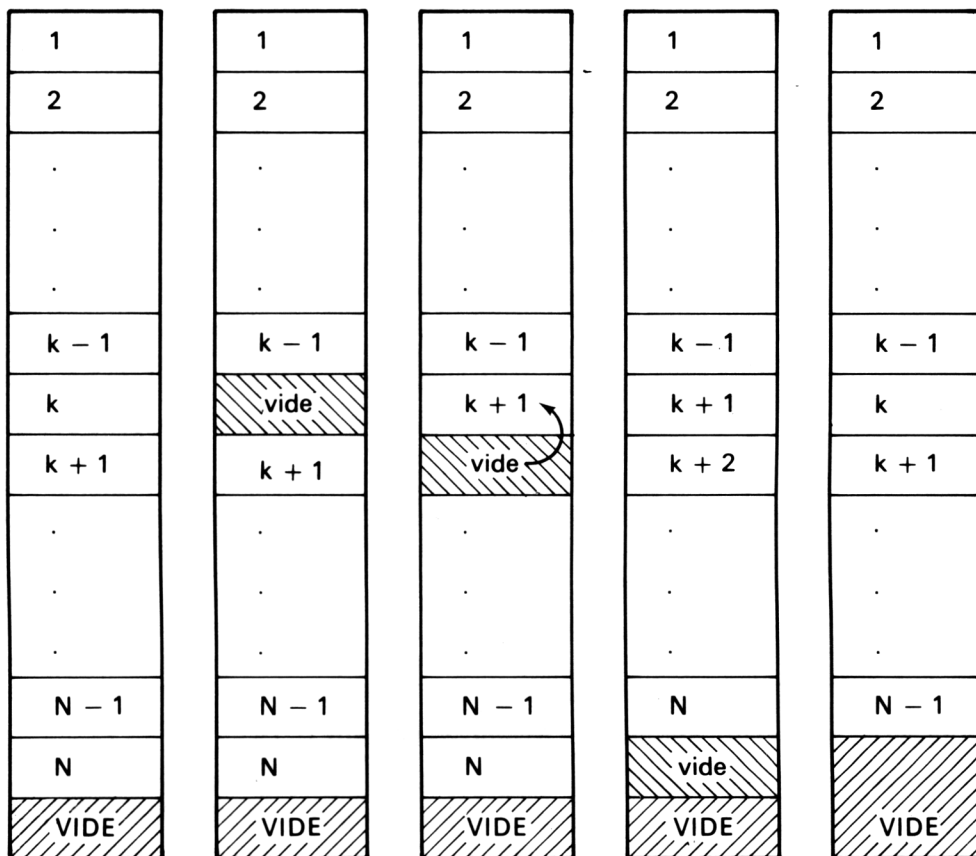 1 1 1 1 1
2 2 2 2 2
. . . . .
. . . . .
. . . . .
k – 1 k – 1 k – 1 k – 1 k – 1
k vide k + 1 k + 1 k
k + 1 k + 1 vide k + 2 k + 1
. . . . .
. . . . .
. . . . .
N – 1 N – 1 N – 1 N N – 1
N N N vide
VIDE VIDE VIDE VIDE VIDE